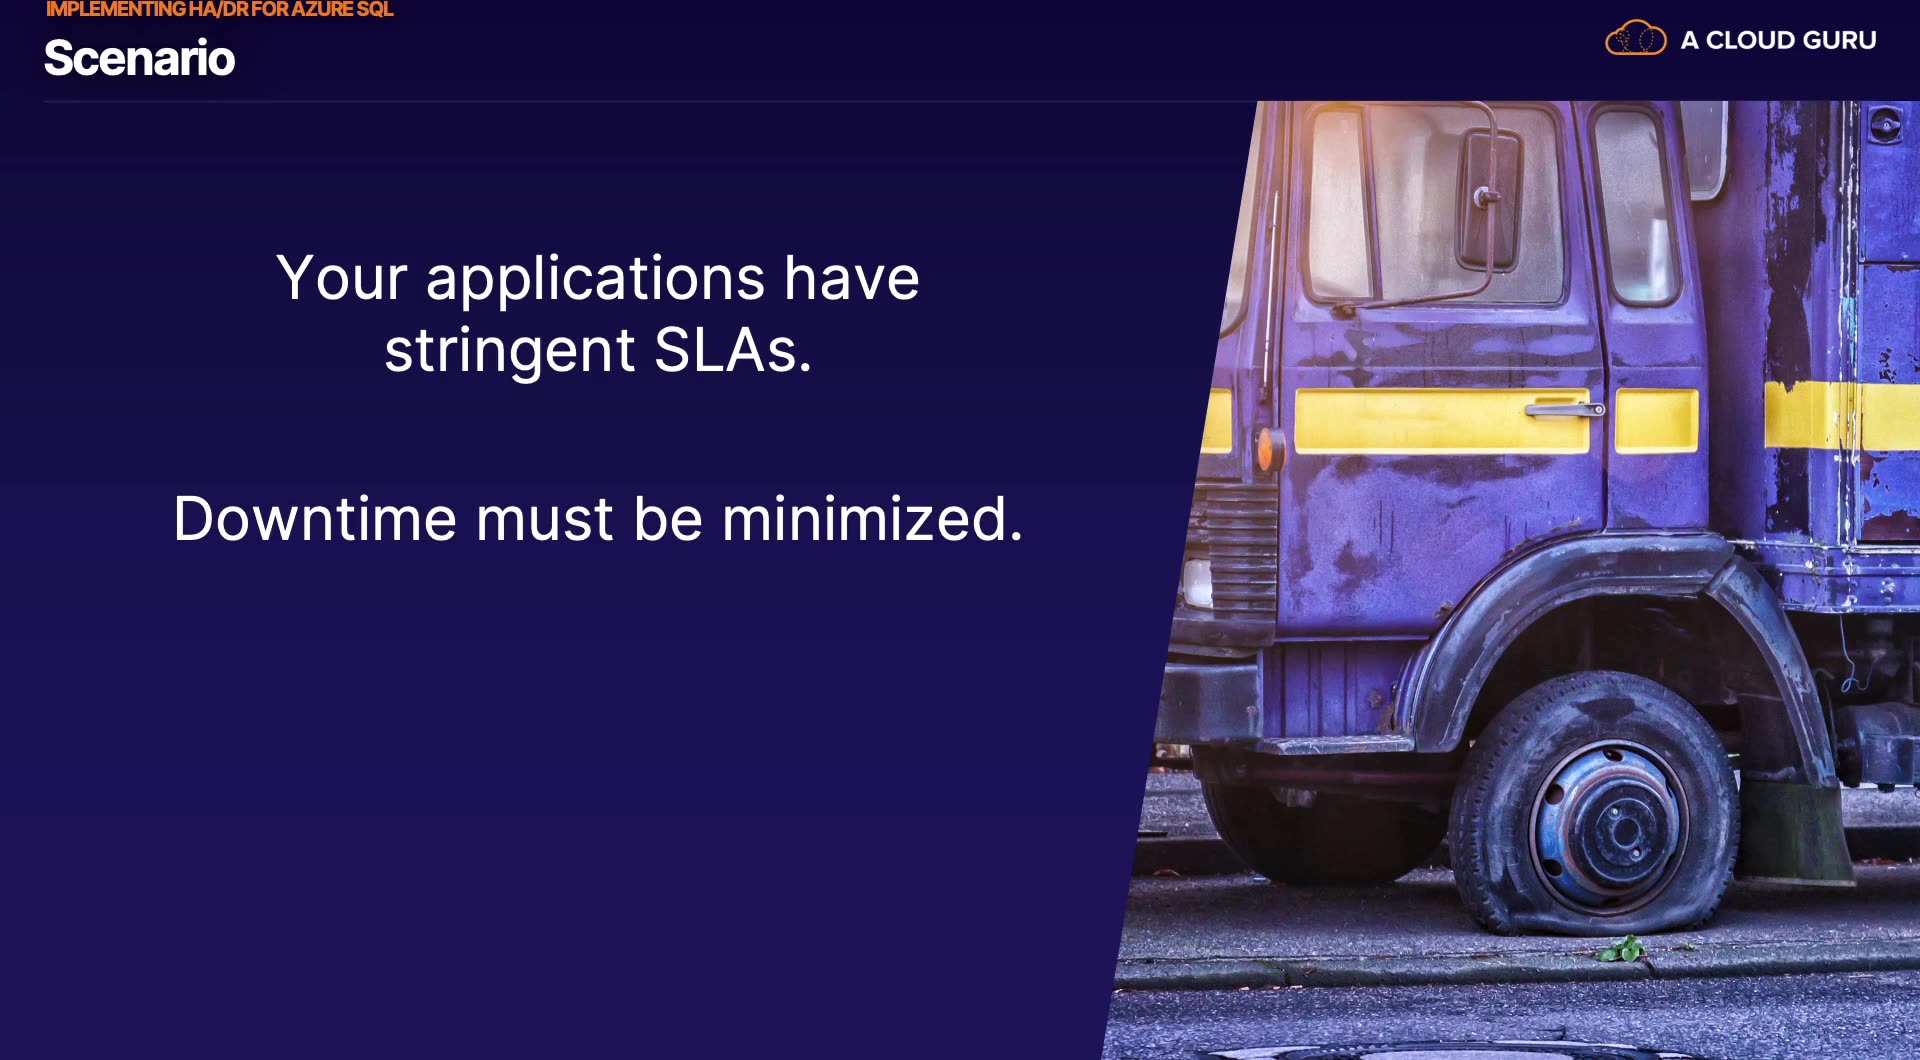 IMPLEMENTING HA/DR FOR AZURE SQL
Scenario
A CLOUD GURU
Your applications have
stringent SLAs.
Downtime must be minimized.